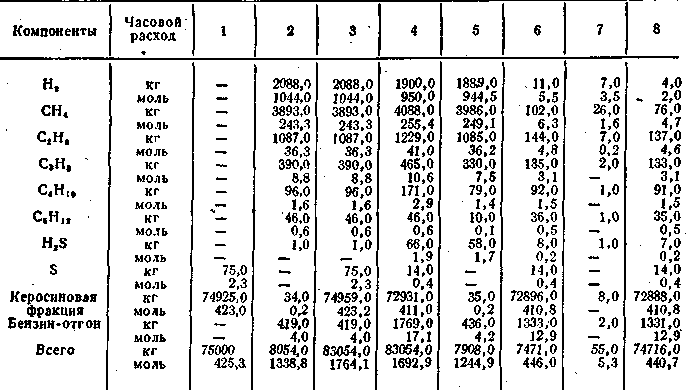 Компоненты Часовой расход 1 2 3 4 5 6 7 8
H₂ кг — 2088,0 2088,0 1900,0 1889,0 11,0 7,0 4,0
моль — 1044,0 1044,0 950,0 944,5 5,5 3,5 2,0
CH₄ кг — 3893,0 3893,0 4088,0 3986,0 102,0 26,0 76,0
моль — 243,3 243,3 255,4 249,1 6,3 1,6 4,7
C₂H₆ кг — 1087,0 1087,0 1229,0 1085,0 144,0 7,0 137,0
моль — 36,3 36,3 41,0 36,2 4,8 0,2 4,6
C₃H₈ кг — 390,0 390,0 465,0 330,0 135,0 2,0 133,0
моль — 8,8 8,8 10,6 7,5 3,1 — 3,1
C₄H₁₀ кг — 96,0 96,0 171,0 79,0 92,0 1,0 91,0
моль — 1,6 1,6 2,9 1,4 1,5 — 1,5
C₅H₁₂ кг — 46,0 46,0 46,0 10,0 36,0 1,0 35,0
моль — 0,6 0,6 0,6 0,1 0,5 — 0,5
H₂S кг — 1,0 1,0 66,0 58,0 8,0 1,0 7,0
моль — — — 1,9 1,7 0,2 — 0,2
S кг 75,0 — 75,0 14,0 — 14,0 — 14,0
моль 2,3 — 2,3 0,4 — 0,4 — 0,4
Керосиновая кг 74925,0 34,0 74959,0 72931,0 35,0 72896,0 8,0 72888,0
фракция моль 423,0 0,2 423,2 411,0 0,2 410,8 — 410,8
Бензин-отгон кг — 419,0 419,0 1769,0 436,0 1333,0 2,0 1331,0
моль — 4,0 4,0 17,1 4,2 12,9 — 12,9
Всего кг 75000 8054,0 83054,0 83054,0 7908,0 7471,0 55,0 74716,0
моль 425,3 1338,8 1764,1 1692,9 1244,9 446,0 5,3 440,7